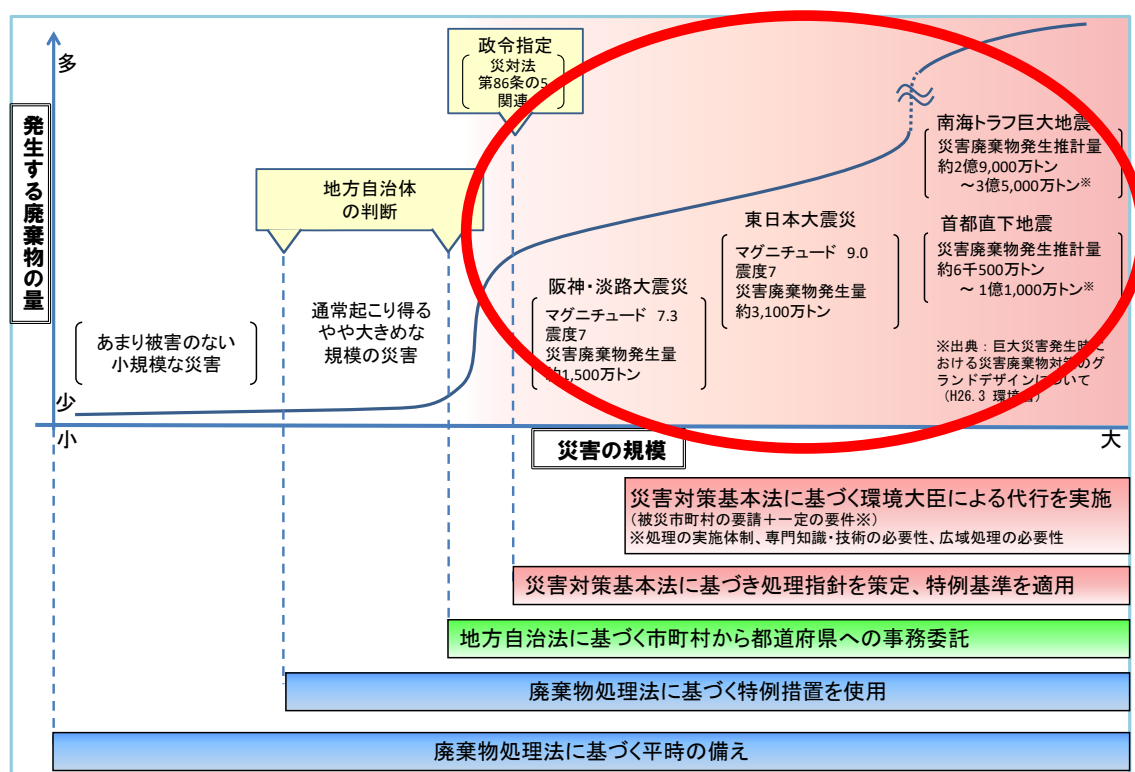 多
発生する廃棄物の量
少
小
大
災害の規模
政令指定
災対法
第86条の5
関連
地方自治体
の判断
あまり被害のない
小規模な災害
通常起こり得る
やや大きめな
規模の災害
阪神・淡路大震災
マグニチュード 7.3
震度7
災害廃棄物発生量
約1,500万トン
東日本大震災
マグニチュード 9.0
震度7
災害廃棄物発生量
約3,100万トン
南海トラフ巨大地震
災害廃棄物発生推計量
約2億9,000万トン
～3億5,000万トン※
首都直下地震
災害廃棄物発生推計量
約6千500万トン
～ 1億1,000万トン※
※出典：巨大災害発生時に
おける災害廃棄物対策のグ
ランドデザインについて
（H26.3 環境省）
災害対策基本法に基づく環境大臣による代行を実施
（被災市町村の要請＋一定の要件※）
※処理の実施体制、専門知識・技術の必要性、広域処理の必要性
災害対策基本法に基づき処理指針を策定、特例基準を適用
地方自治法に基づく市町村から都道府県への事務委託
廃棄物処理法に基づく特例措置を使用
廃棄物処理法に基づく平時の備え